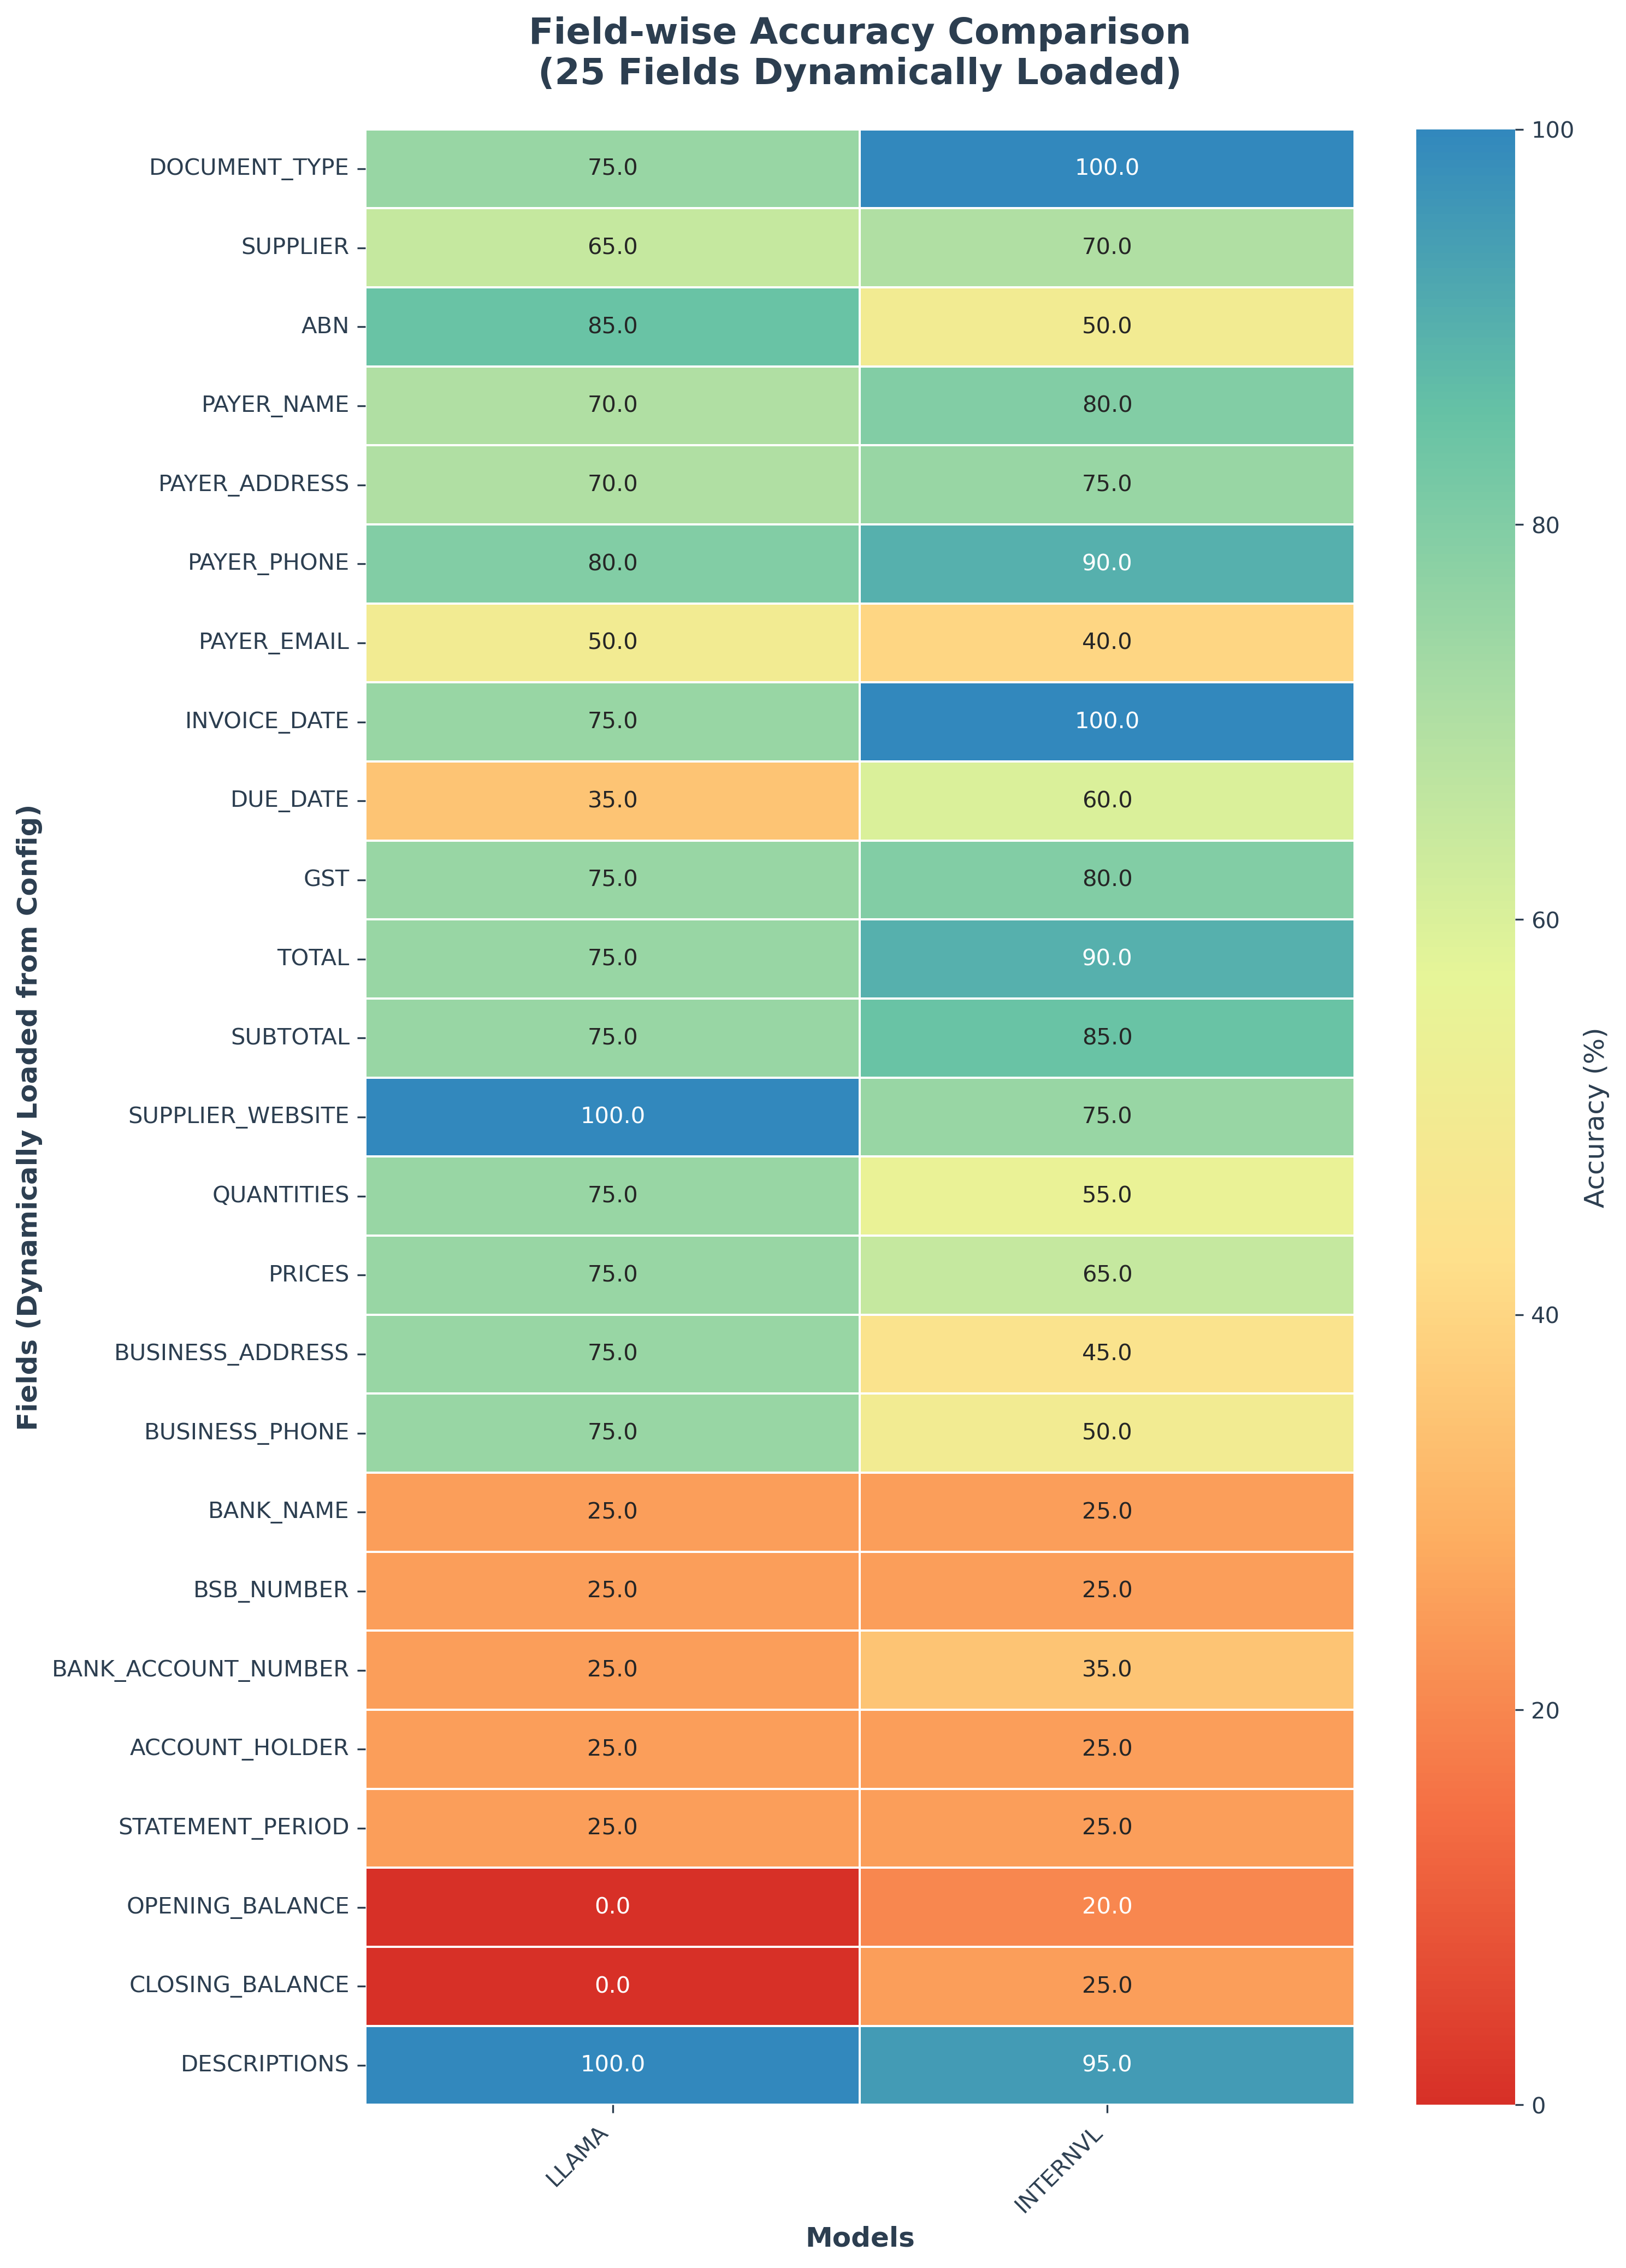 Field-wise Accuracy Comparison
(25 Fields Dynamically Loaded)
Fields (Dynamically Loaded from Config)
DOCUMENT_TYPE 75.0 100.0
SUPPLIER 65.0 70.0
ABN 85.0 50.0
PAYER_NAME 70.0 80.0
PAYER_ADDRESS 70.0 75.0
PAYER_PHONE 80.0 90.0
PAYER_EMAIL 50.0 40.0
INVOICE_DATE 75.0 100.0
DUE_DATE 35.0 60.0
GST 75.0 80.0
TOTAL 75.0 90.0
SUBTOTAL 75.0 85.0
SUPPLIER_WEBSITE 100.0 75.0
QUANTITIES 75.0 55.0
PRICES 75.0 65.0
BUSINESS_ADDRESS 75.0 45.0
BUSINESS_PHONE 75.0 50.0
BANK_NAME 25.0 25.0
BSB_NUMBER 25.0 25.0
BANK_ACCOUNT_NUMBER 25.0 35.0
ACCOUNT_HOLDER 25.0 25.0
STATEMENT_PERIOD 25.0 25.0
OPENING_BALANCE 0.0 20.0
CLOSING_BALANCE 0.0 25.0
DESCRIPTIONS 100.0 95.0
LLAMA INTERNVL
Models
100
80
60
40
20
0
Accuracy (%)